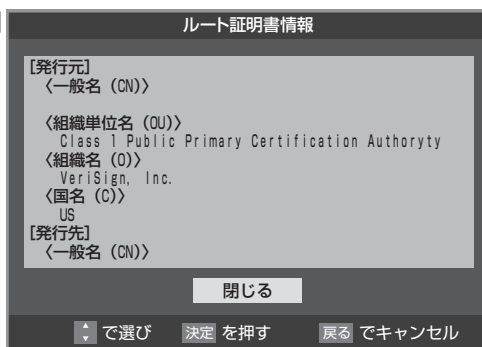 ルート証明書情報
[発行元]
〈一般名（CN）〉
〈組織単位名（OU）〉
Class 1 Public Primary Certification Authoryty
〈組織名（O）〉
VeriSign, Inc.
〈国名（C）〉
US
[発行先]
〈一般名（CN）〉
閉じる
で選び 決定 を押す 戻る でキャンセル